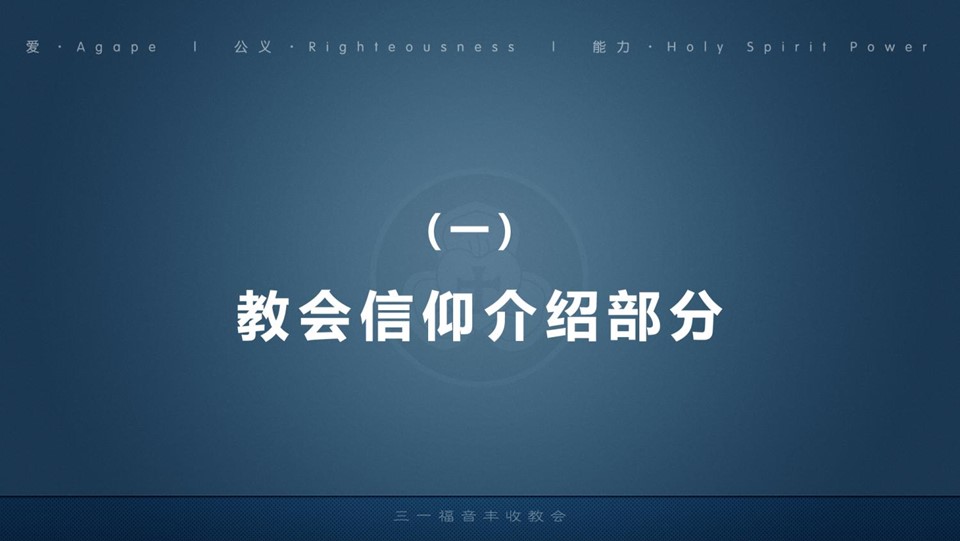 爱·Agape | 公义·Righteousness | 能力·Holy Spirit Power
（一）
教会信仰介绍部分
三一福音丰收教会